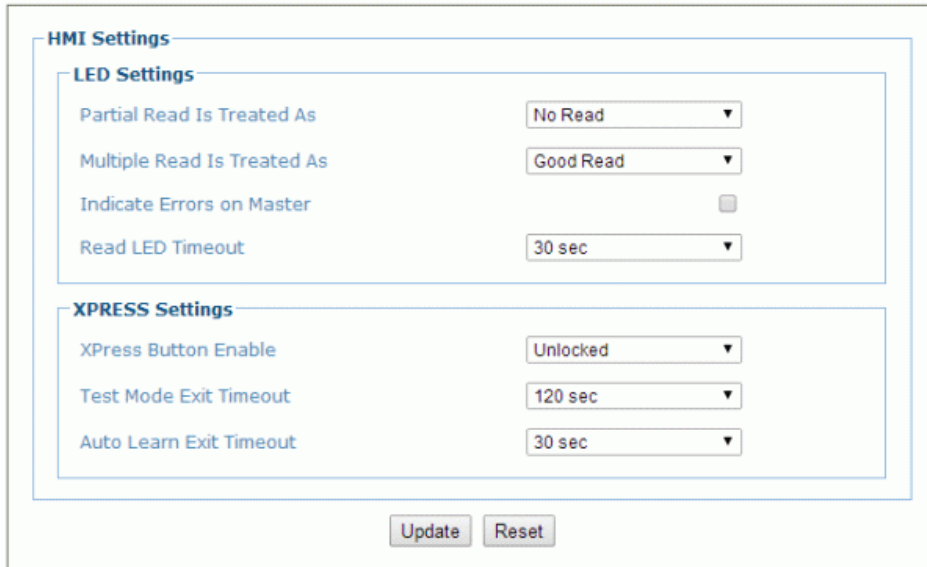 HMI Settings
LED Settings
Partial Read Is Treated As No Read
Multiple Read Is Treated As Good Read
Indicate Errors on Master
Read LED Timeout 30 sec
XPRESS Settings
XPress Button Enable Unlocked
Test Mode Exit Timeout 120 sec
Auto Learn Exit Timeout 30 sec
Update Reset